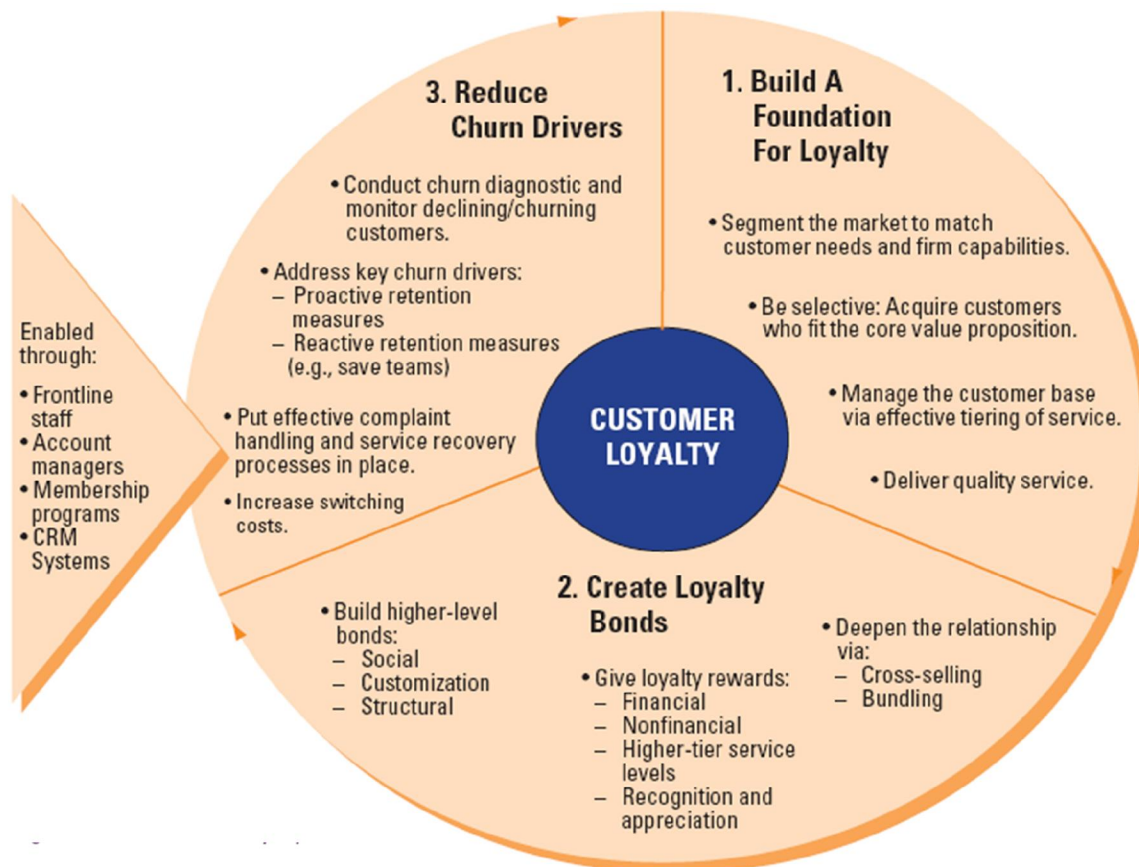 3. Reduce
Churn Drivers
• Conduct churn diagnostic and
monitor declining/churning
customers.
• Address key churn drivers:
– Proactive retention
measures
– Reactive retention measures
(e.g., save teams)
• Put effective complaint
handling and service recovery
processes in place.
• Increase switching
costs.
1. Build A
Foundation
For Loyalty
• Segment the market to match
customer needs and firm capabilities.
• Be selective: Acquire customers
who fit the core value proposition.
• Manage the customer base
via effective tiering of service.
• Deliver quality service.
Enabled
through:
• Frontline
staff
• Account
managers
• Membership
programs
• CRM
Systems
CUSTOMER
LOYALTY
2. Create Loyalty
Bonds
• Build higher-level
bonds:
– Social
– Customization
– Structural
• Give loyalty rewards:
– Financial
– Nonfinancial
– Higher-tier service
levels
– Recognition and
appreciation
• Deepen the relationship
via:
– Cross-selling
– Bundling